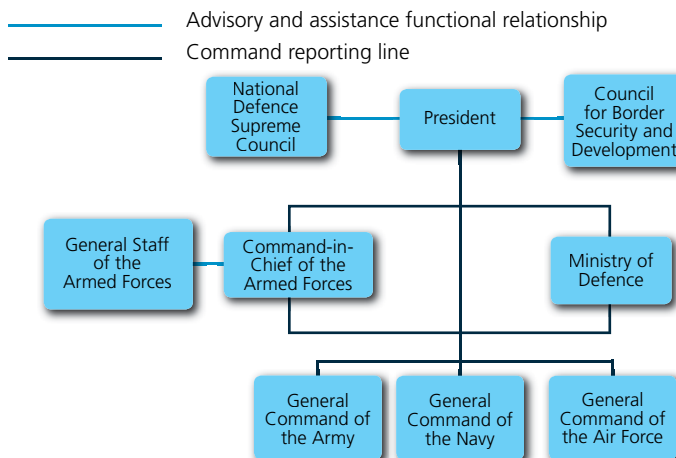 Advisory and assistance functional relationship
Command reporting line
National
Defence
Supreme
Council
President
Council
for Border
Security and
Development
General Staff
of the
Armed Forces
Command-in-
Chief of the
Armed Forces
Ministry of
Defence
General
Command of
the Army
General
Command of
the Navy
General
Command of
the Air Force